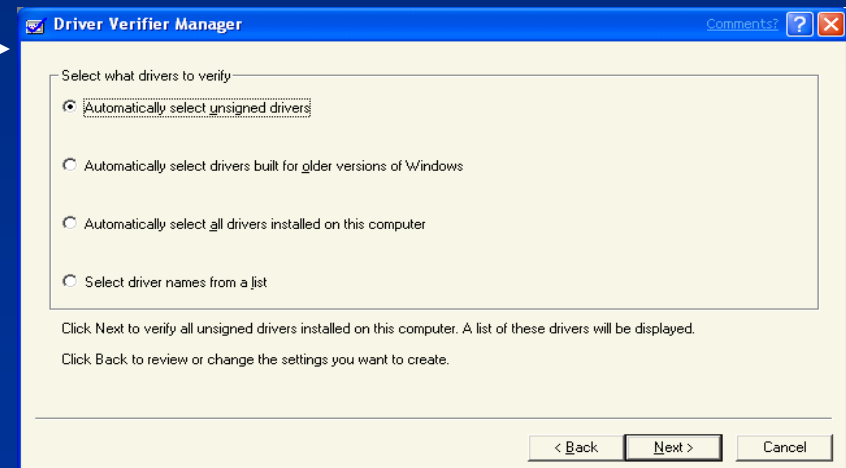 Driver Verifier Manager
Comments?
?
Select what drivers to verify
Automatically select unsigned drivers
Automatically select drivers built for older versions of Windows
Automatically select all drivers installed on this computer
Select driver names from a list
Click Next to verify all unsigned drivers installed on this computer. A list of these drivers will be displayed.
Click Back to review or change the settings you want to create.
< Back Next > Cancel